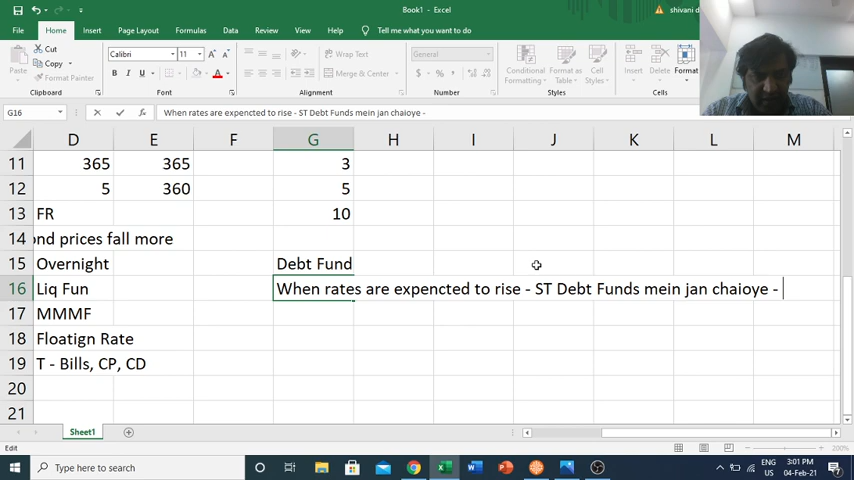 Book1 - Excel
shivani d
File Home Insert Page Layout Formulas Data Review View Help Tell me what you want to do
Cut
Copy
Format Painter
Paste
Clipboard
Calibri 11
B I U
Font
Wrap Text
Merge & Center
Alignment
General
$ % ,
Number
Conditional Formatting
Format as Table
Cell Styles
Styles
Insert Delete Format
Cells
G16 When rates are expencted to rise - ST Debt Funds mein jan chaioye -
D E F G H I J K L M
11 365 365 3
12 5 360 5
13 FR 10
14 ond prices fall more
15 Overnight Debt Fund
16 Liq Fun When rates are expencted to rise - ST Debt Funds mein jan chaioye -
17 MMMF
18 Floatign Rate
19 T - Bills, CP, CD
20
21
Sheet1
Edit 200%
Type here to search
ENG
US
3:01 PM
04-Feb-21